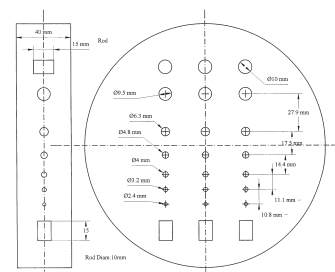 40 mm
15 mm
Rod
Ø10 mm
Ø9.5 mm
27.9 mm
Ø6.3 mm
Ø4.8 mm
17.5 mm
Ø4 mm
14.4 mm
Ø3.2 mm
Ø2.4 mm
11.1 mm
10.8 mm
15
Rod Diam.10mm